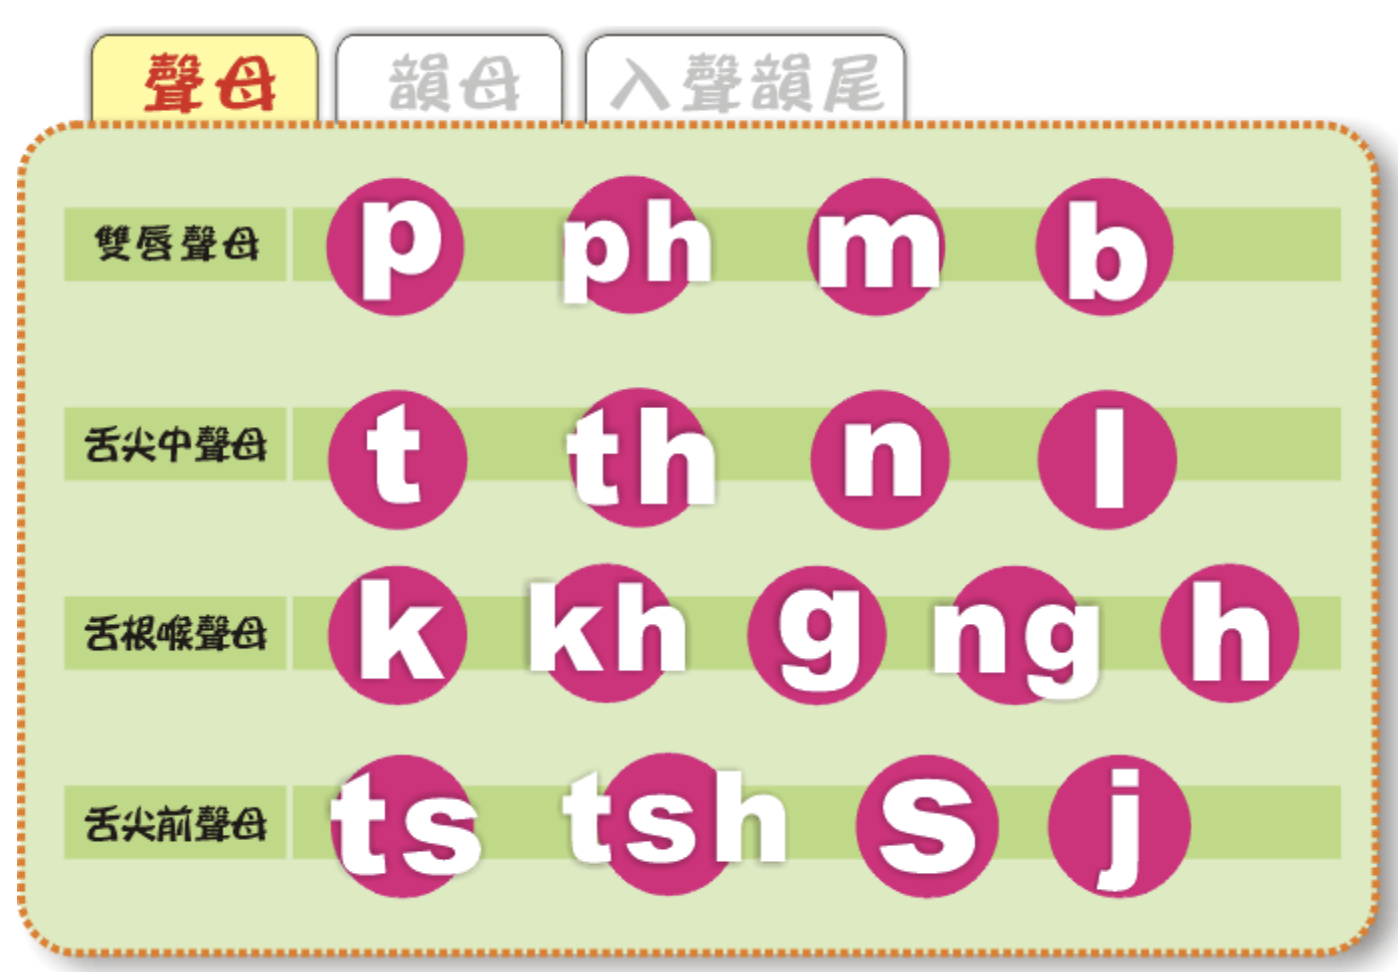 聲母 韻母 入聲韻尾
雙唇聲母 p ph m b
舌尖中聲母 t th n l
舌根喉聲母 k kh g ng h
舌尖前聲母 ts tsh s j